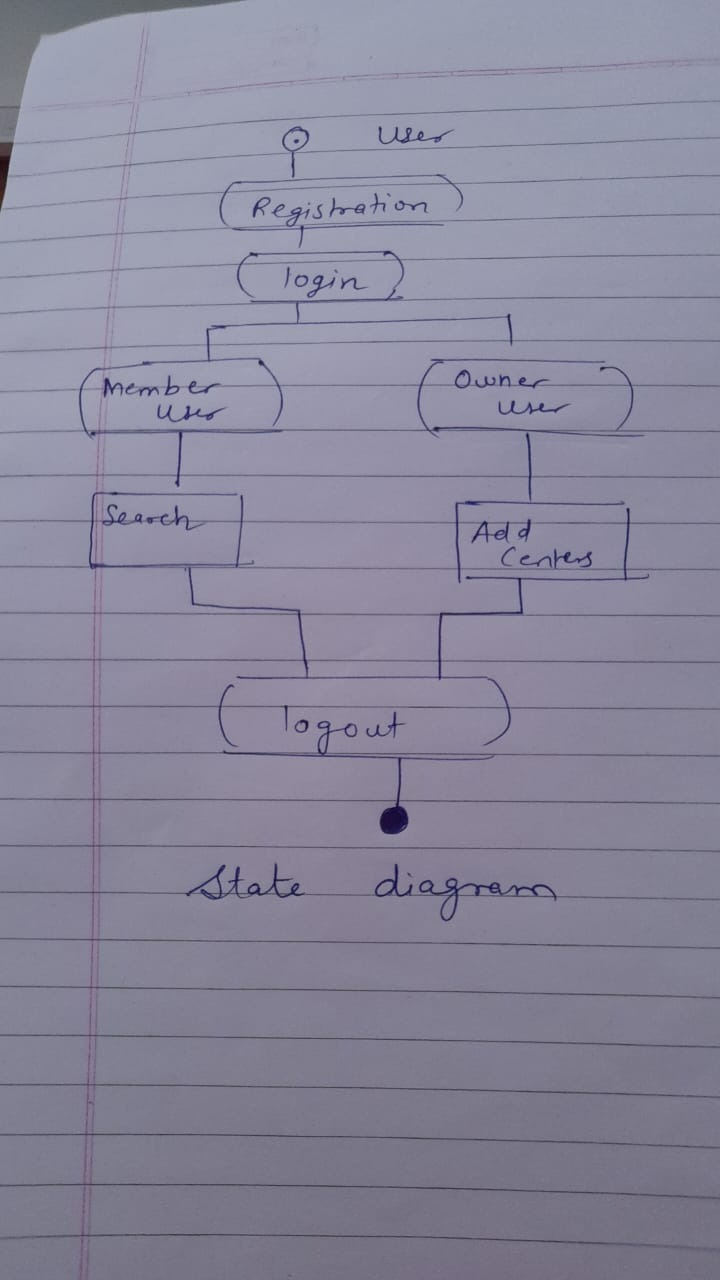 User
Registration
login
Member
User
Owner
User
Search
Add
Centers
logout
State diagram